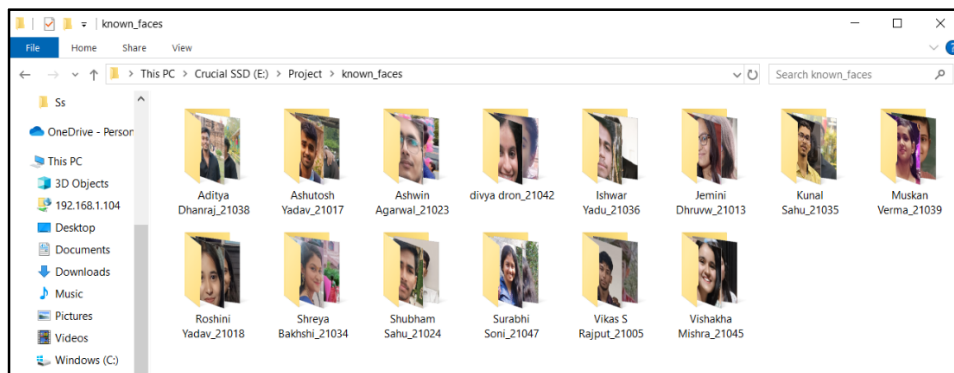 known_faces
File Home Share View
This PC > Crucial SSD (E:) > Project > known_faces
Search known_faces
Ss
OneDrive - Person
This PC
3D Objects
192.168.1.104
Desktop
Documents
Downloads
Music
Pictures
Videos
Windows (C:)
Aditya Dhanraj_21038
Ashutosh Yadav_21017
Ashwin Agarwal_21023
divya dron_21042
Ishwar Yadu_21036
Jemini Dhruvw_21013
Kunal Sahu_21035
Muskan Verma_21039
Roshini Yadav_21018
Shreya Bakhshi_21034
Shubham Sahu_21024
Surabhi Soni_21047
Vikas S Rajput_21005
Vishakha Mishra_21045